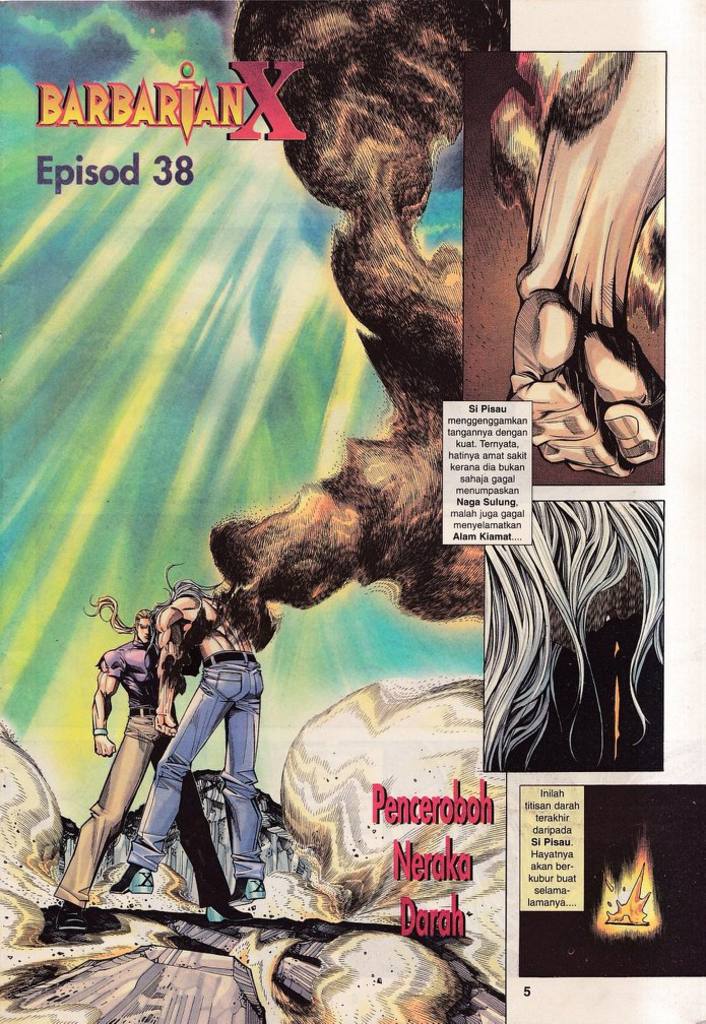 BARBARIAN X
Episod 38
Si Pisau
menggenggamkan
tangannya dengan
kuat. Ternyata,
hatinya amat sakit
kerana dia bukan
sahaja gagal
menumpaskan
Naga Sulung,
malah juga gagal
menyelamatkan
Alam Kiamat....
Penceroboh
Neraka
Darah
Inilah
titisan darah
terakhir
daripada
Si Pisau.
Hayatnya
akan ber-
kubur buat
selama-
lamanya....
5